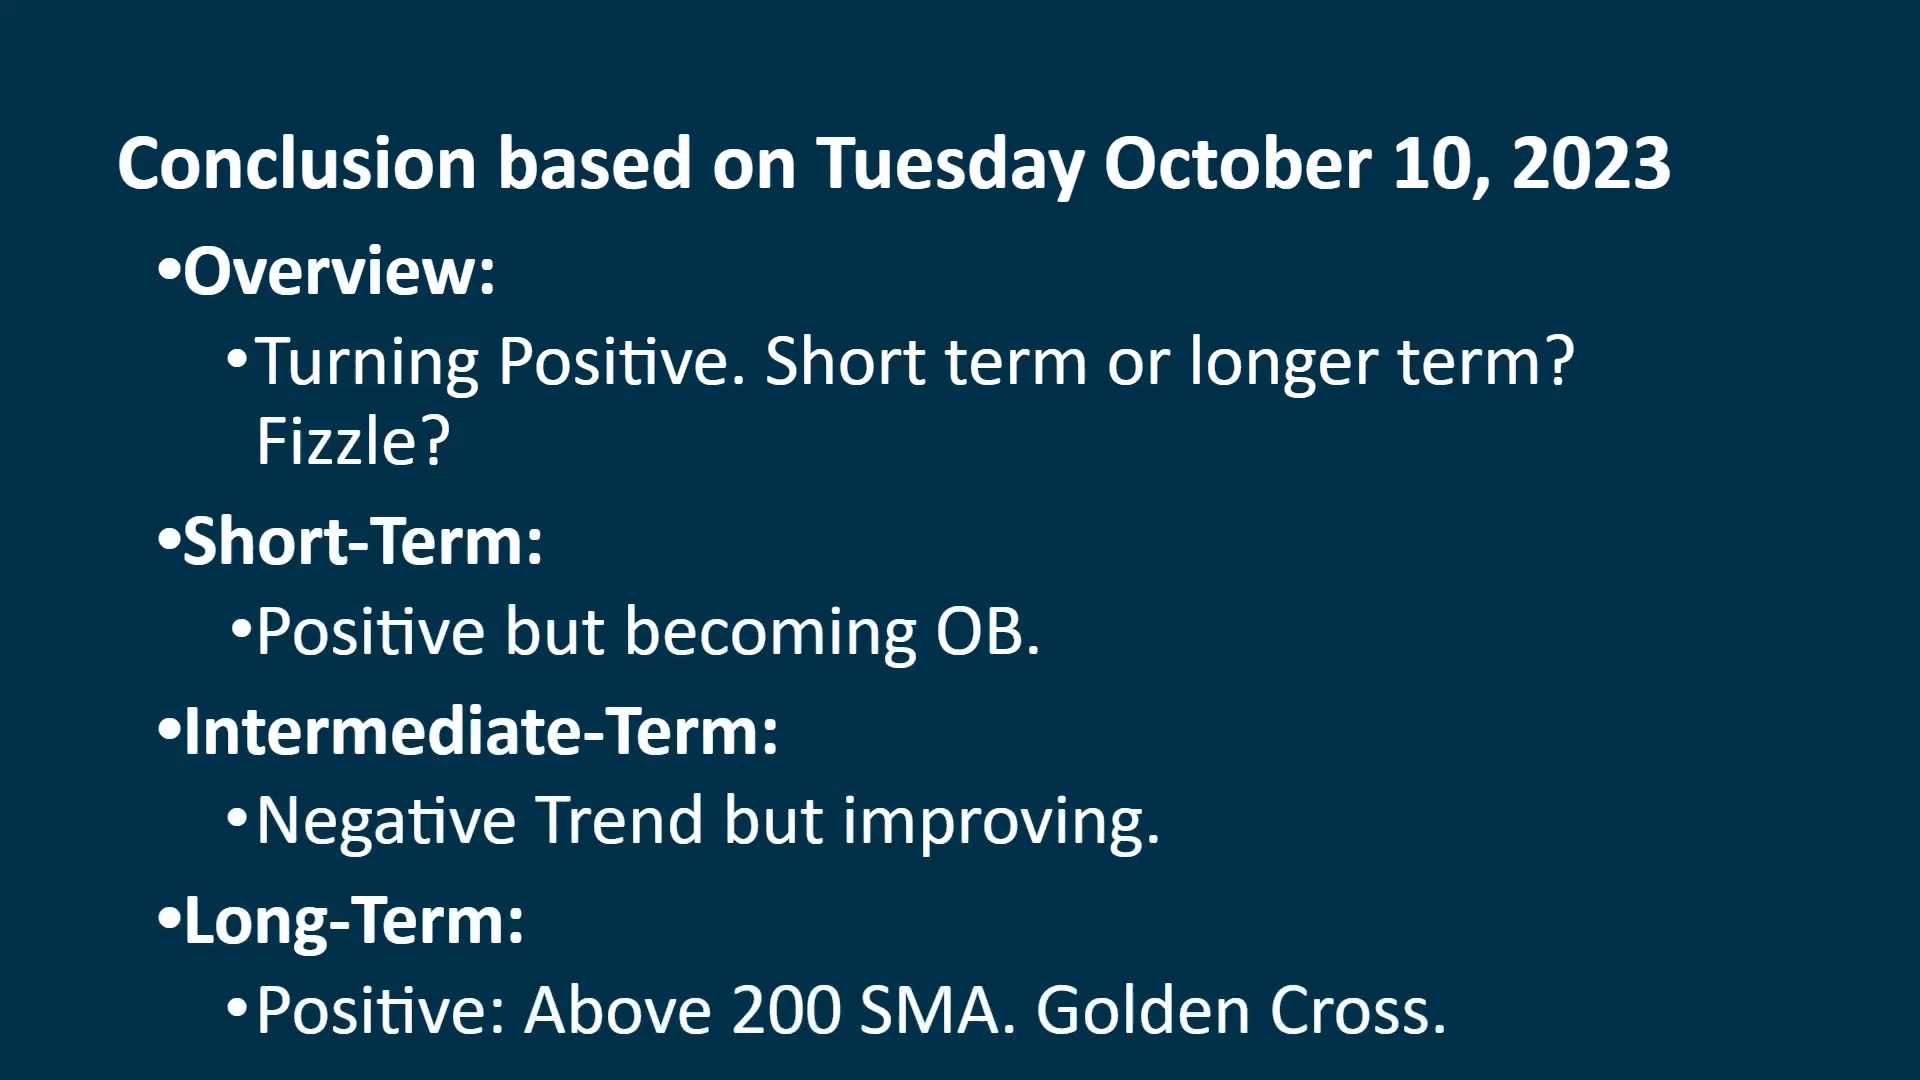 Conclusion based on Tuesday October 10, 2023
•Overview:
•Turning Positive. Short term or longer term?
Fizzle?
•Short-Term:
•Positive but becoming OB.
•Intermediate-Term:
•Negative Trend but improving.
•Long-Term:
•Positive: Above 200 SMA. Golden Cross.